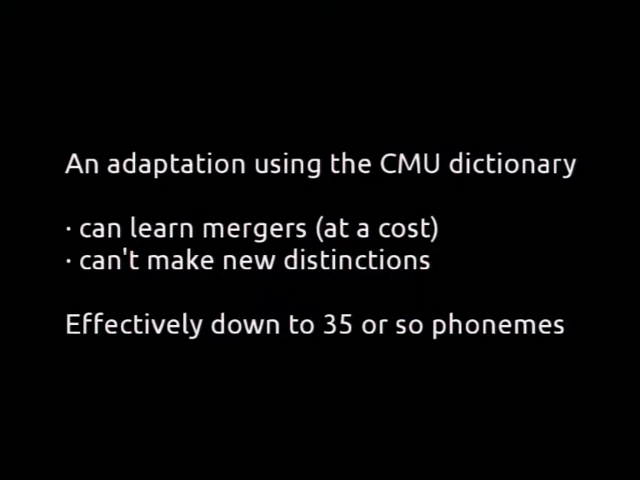 An adaptation using the CMU dictionary
· can learn mergers (at a cost)
· can't make new distinctions
Effectively down to 35 or so phonemes